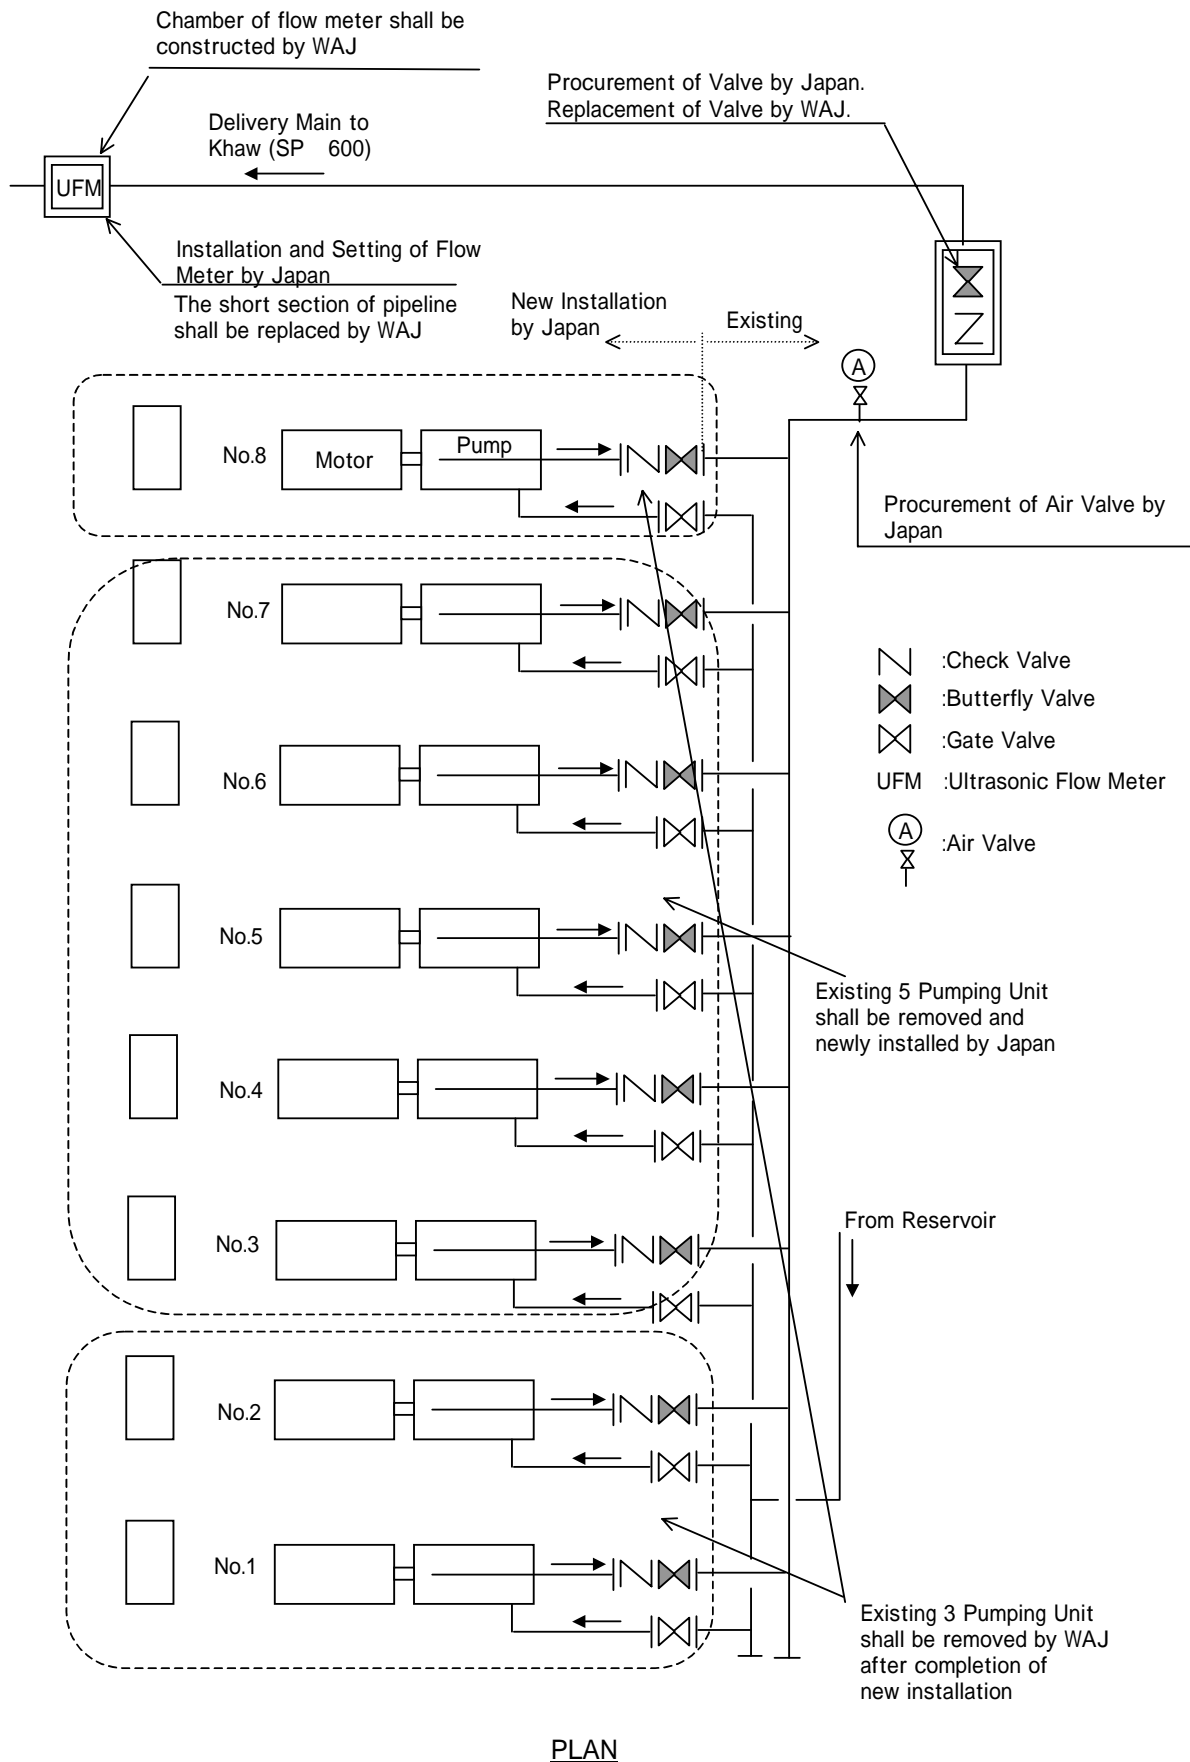 Chamber of flow meter shall be
constructed by WAJ
Procurement of Valve by Japan.
Replacement of Valve by WAJ.
Delivery Main to
Khaw (SP 600)
UFM
Installation and Setting of Flow
Meter by Japan
The short section of pipeline
shall be replaced by WAJ
New Installation
by Japan
Existing
A
No.8
Motor
Pump
Procurement of Air Valve by
Japan
No.7
:Check Valve
:Butterfly Valve
:Gate Valve
UFM :Ultrasonic Flow Meter
A
:Air Valve
No.6
No.5
Existing 5 Pumping Unit
shall be removed and
newly installed by Japan
No.4
No.3
From Reservoir
No.2
No.1
Existing 3 Pumping Unit
shall be removed by WAJ
after completion of
new installation
PLAN